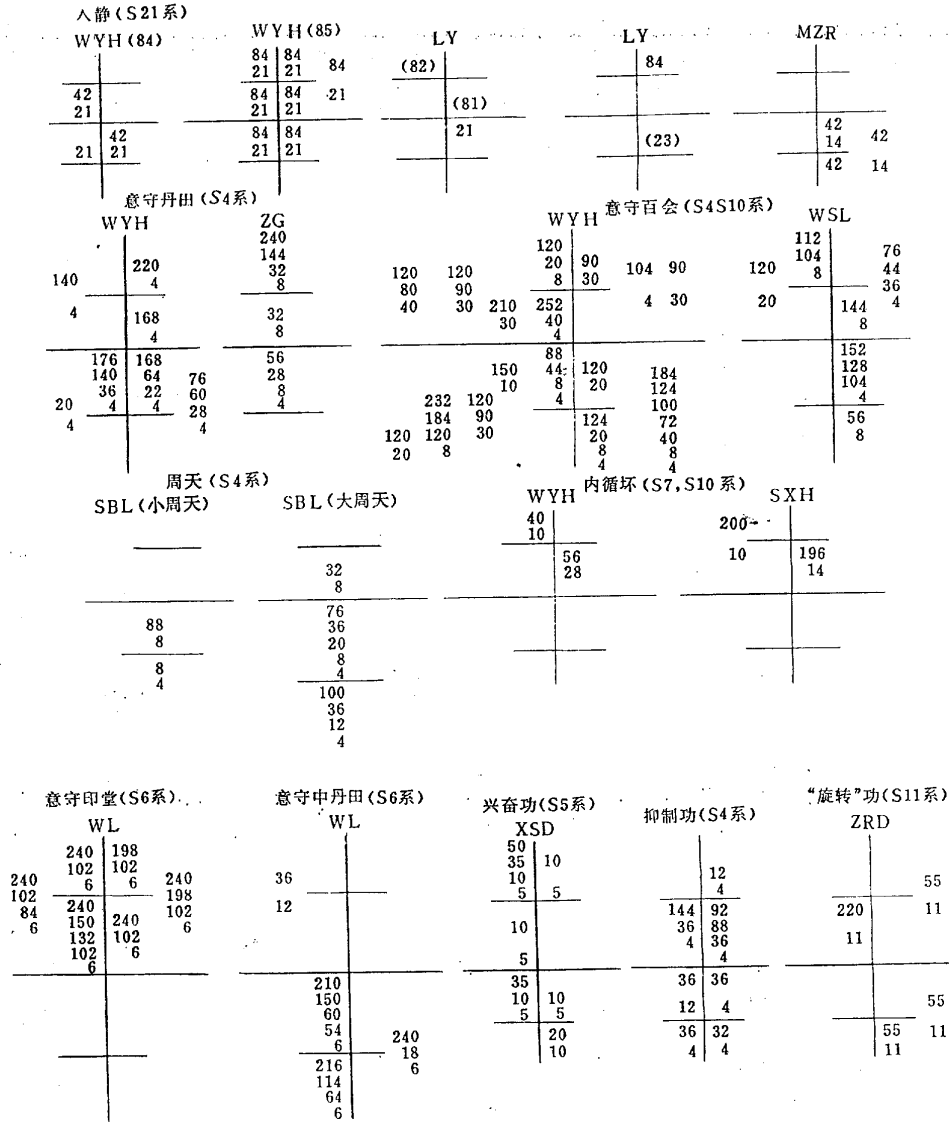 入静(S21系)
WYH(84) WYH(85) LY LY MZR
84 84
21 21 84
(82) 84
42 84 84 21
21 21 21 (81)
42 84 84 21 42
21 21 21 21 (23) 14 42
42 14
意守丹田(S4系) 意守百会(S4S10系)
WYH ZG WYH WSL
240 120 112 76
144 20 90 104 44
220 32 120 120 8 30 104 90 120 8 36
140 4 8 80 90 4
40 30 210 252 4 30 20 144
4 168 32 30 40 8
4 8 4
176 168 56 88 152
140 64 28 150 44 120 184 128
36 22 76 8 10 8 20 124 104
4 4 60 4 232 120 4 100 4
20 28 184 90 124 72 56
4 4 120 120 30 20 40 8
20 8 8 8
4 4
周天(S4系) 内循坏(S7,S10系)
SBL(小周天) SBL(大周天) WYH SXH
40 200
10
32 56 10 196
8 28 14
76
88 36
8 20
8 8
4 4
100
36
12
4
意守印堂(S6系) 意守中丹田(S6系) 兴奋功(S5系) 抑制功(S4系) “旋转”功(S11系)
WL WL XSD ZRD
50
240 198 35 10
102 102 36 10 12 55
240 6 6 240 5 5 4
102 240 198 12 144 92 220 11
84 150 240 102 10 36 88
6 132 102 6 4 36 11
102 6 5 4
6
210 35 36 36
150 10 10 55
60 5 5 12 4
54 240 20 36 32 55 11
6 18 10 4 4 11
216 6
114
64
6